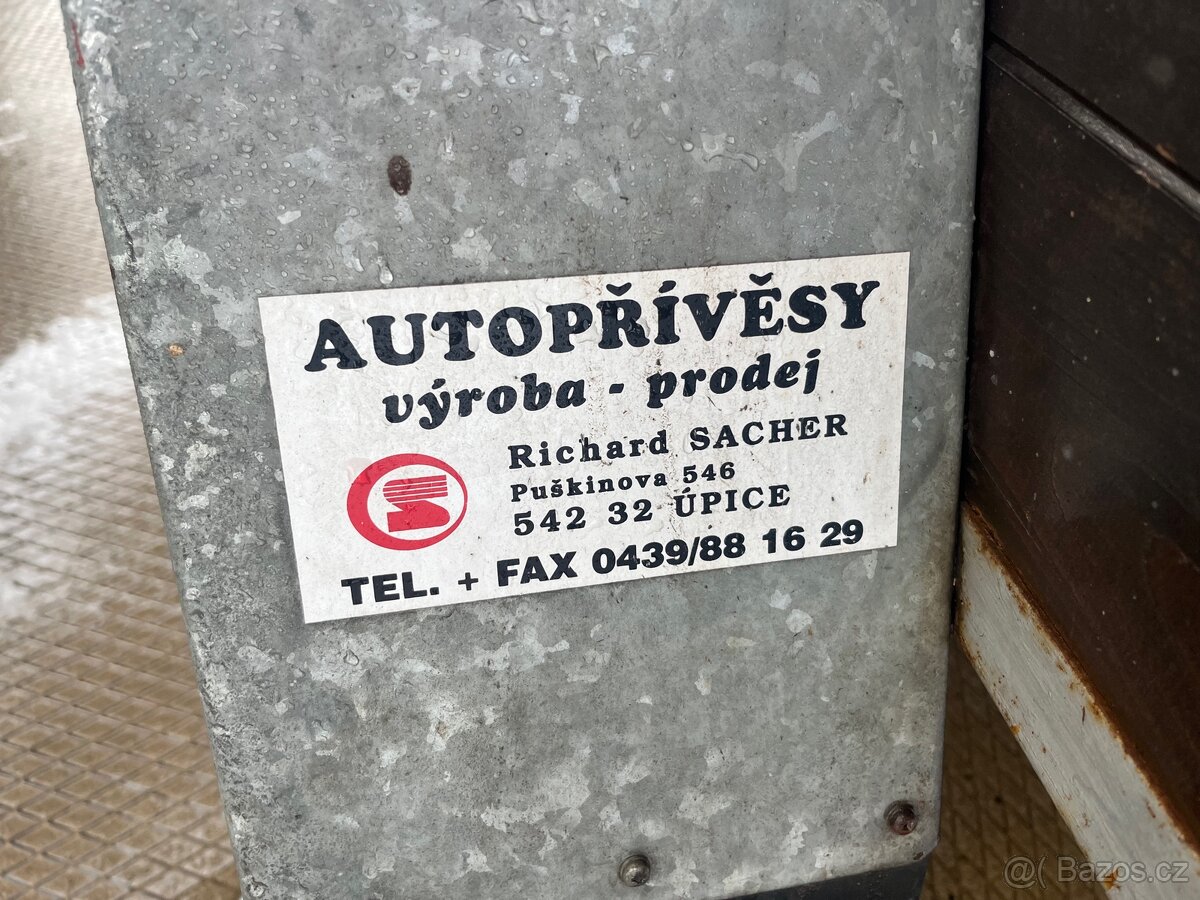 AUTOPŘÍVĚSY
výroba - prodej
Richard SACHER
Puškinova 546
542 32 ÚPICE
TEL. + FAX 0439/88 16 29
@( Bazos.cz